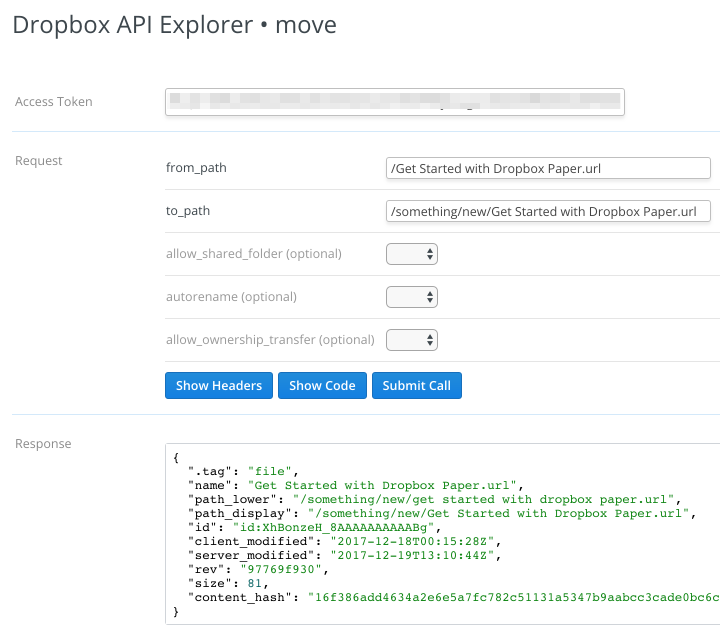 Dropbox API Explorer • move
Access Token
Request
from_path
/Get Started with Dropbox Paper.url
to_path
/something/new/Get Started with Dropbox Paper.url
allow_shared_folder (optional)
autorename (optional)
allow_ownership_transfer (optional)
Show Headers Show Code Submit Call
Response
{
".tag": "file",
"name": "Get Started with Dropbox Paper.url",
"path_lower": "/something/new/get started with dropbox paper.url",
"path_display": "/something/new/Get Started with Dropbox Paper.url",
"id": "id:XhBonzeH_8AAAAAAAAAABg",
"client_modified": "2017-12-18T00:15:28Z",
"server_modified": "2017-12-19T13:10:44Z",
"rev": "97769f930",
"size": 81,
"content_hash": "16f386add4634a2e6e5a7fc782c51131a5347b9aabcc3cade0bc6c
}